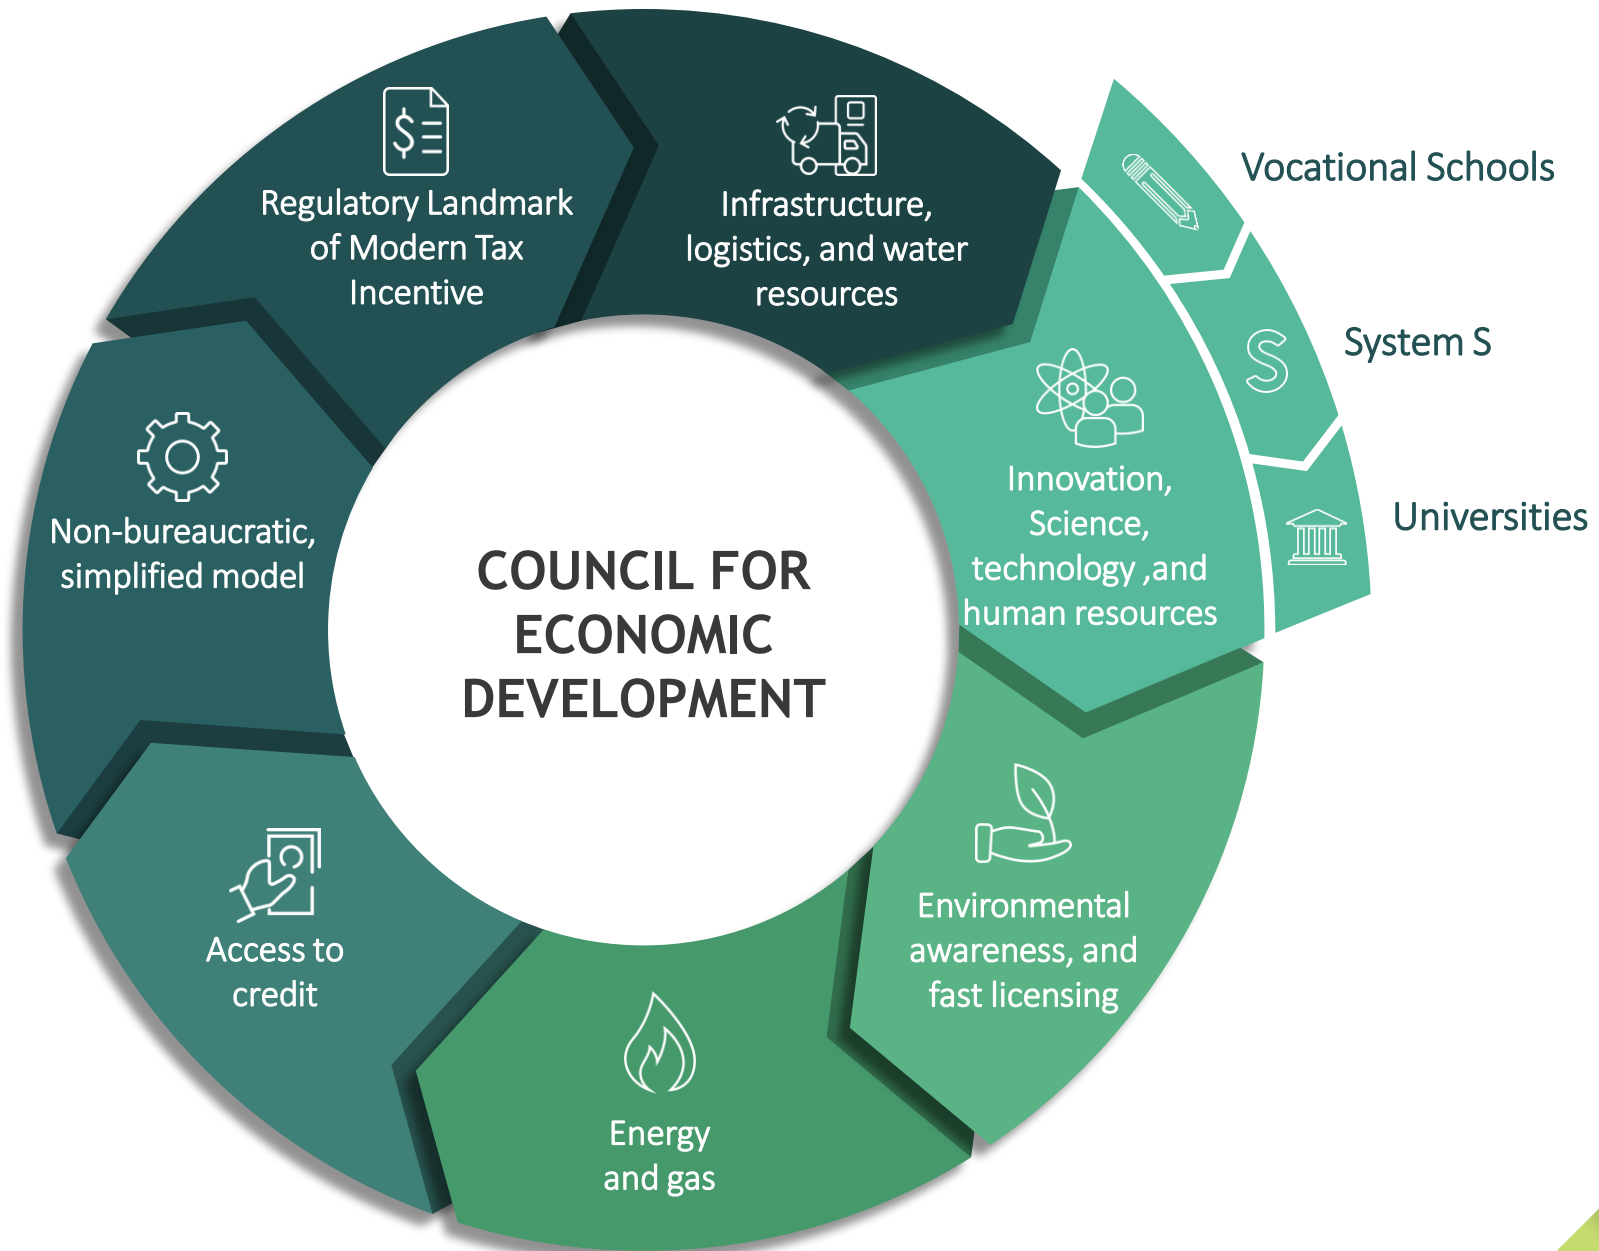 Regulatory Landmark
of Modern Tax
Incentive
Infrastructure,
logistics, and water
resources
Vocational Schools
System S
S
Universities
Innovation,
Science,
technology ,and
human resources
Non-bureaucratic,
simplified model
COUNCIL FOR
ECONOMIC
DEVELOPMENT
Environmental
awareness, and
fast licensing
Access to
credit
Energy
and gas